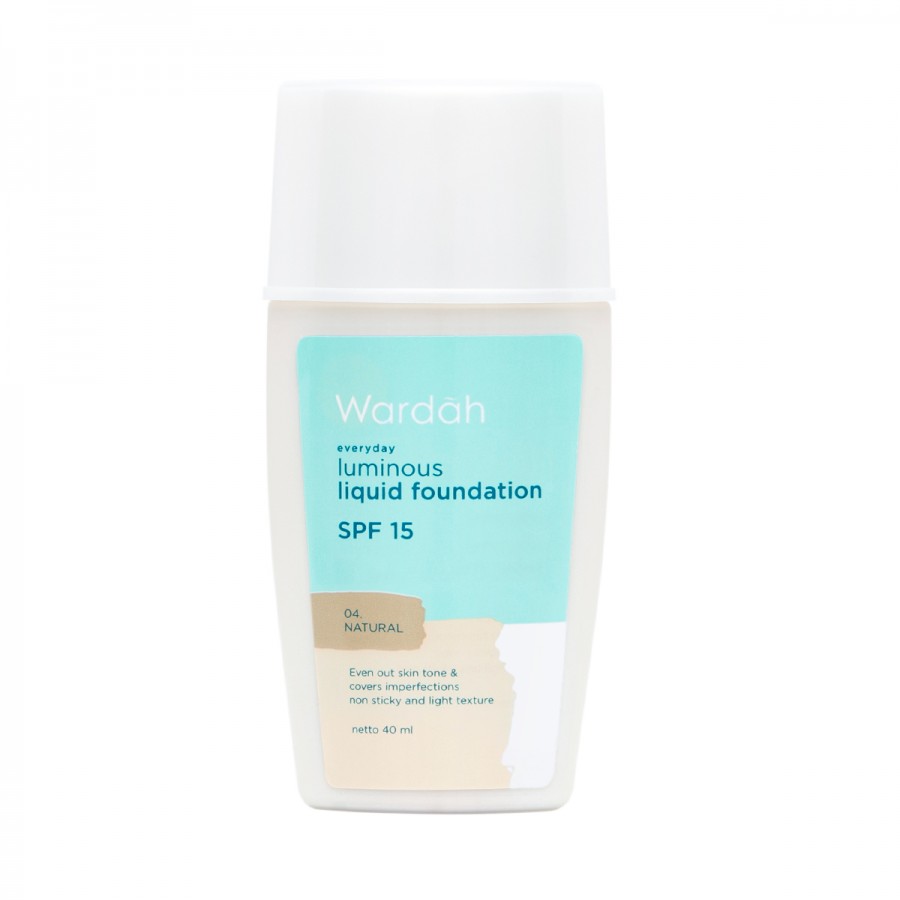 Wardàh
everyday
luminous
liquid foundation
SPF 15
04.
NATURAL
Even out skin tone &
covers imperfections
non sticky and light texture
netto 40 ml